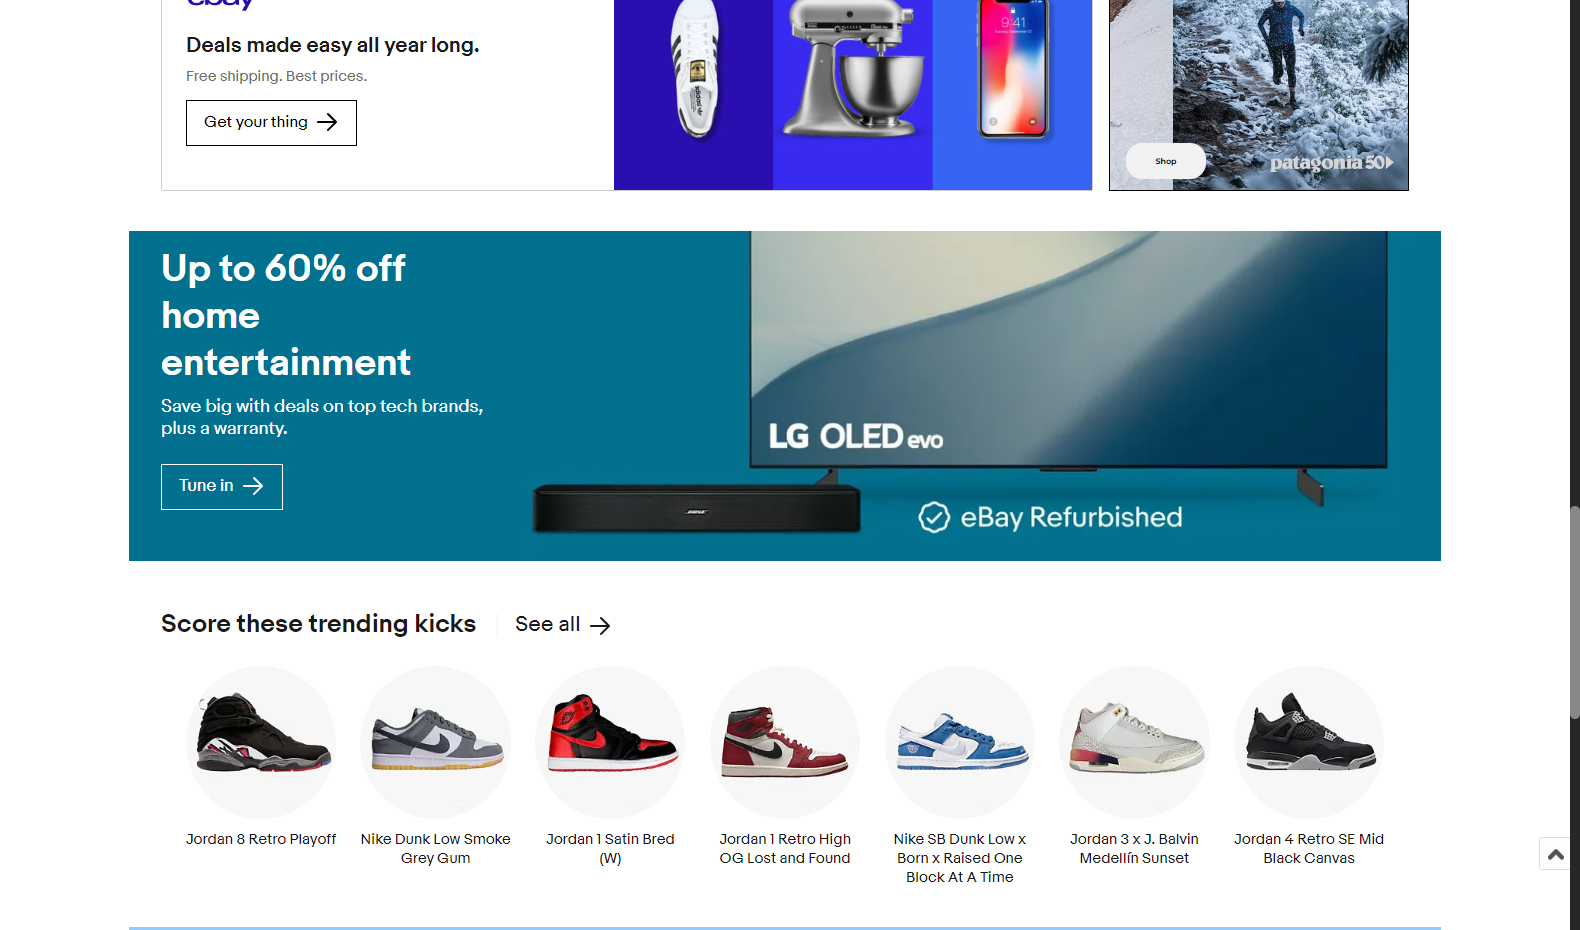 ebay
Deals made easy all year long.
Free shipping. Best prices.
Get your thing
adidas
9:41
Shop
patagonia 50
Up to 60% off
home
entertainment
Save big with deals on top tech brands,
plus a warranty.
Tune in
LG OLED evo
BOSE
eBay Refurbished
Score these trending kicks
See all
Jordan 8 Retro Playoff
Nike Dunk Low Smoke
Grey Gum
Jordan 1 Satin Bred
(W)
Jordan 1 Retro High
OG Lost and Found
Nike SB Dunk Low x
Born x Raised One
Block At A Time
Jordan 3 x J. Balvin
Medellín Sunset
Jordan 4 Retro SE Mid
Black Canvas